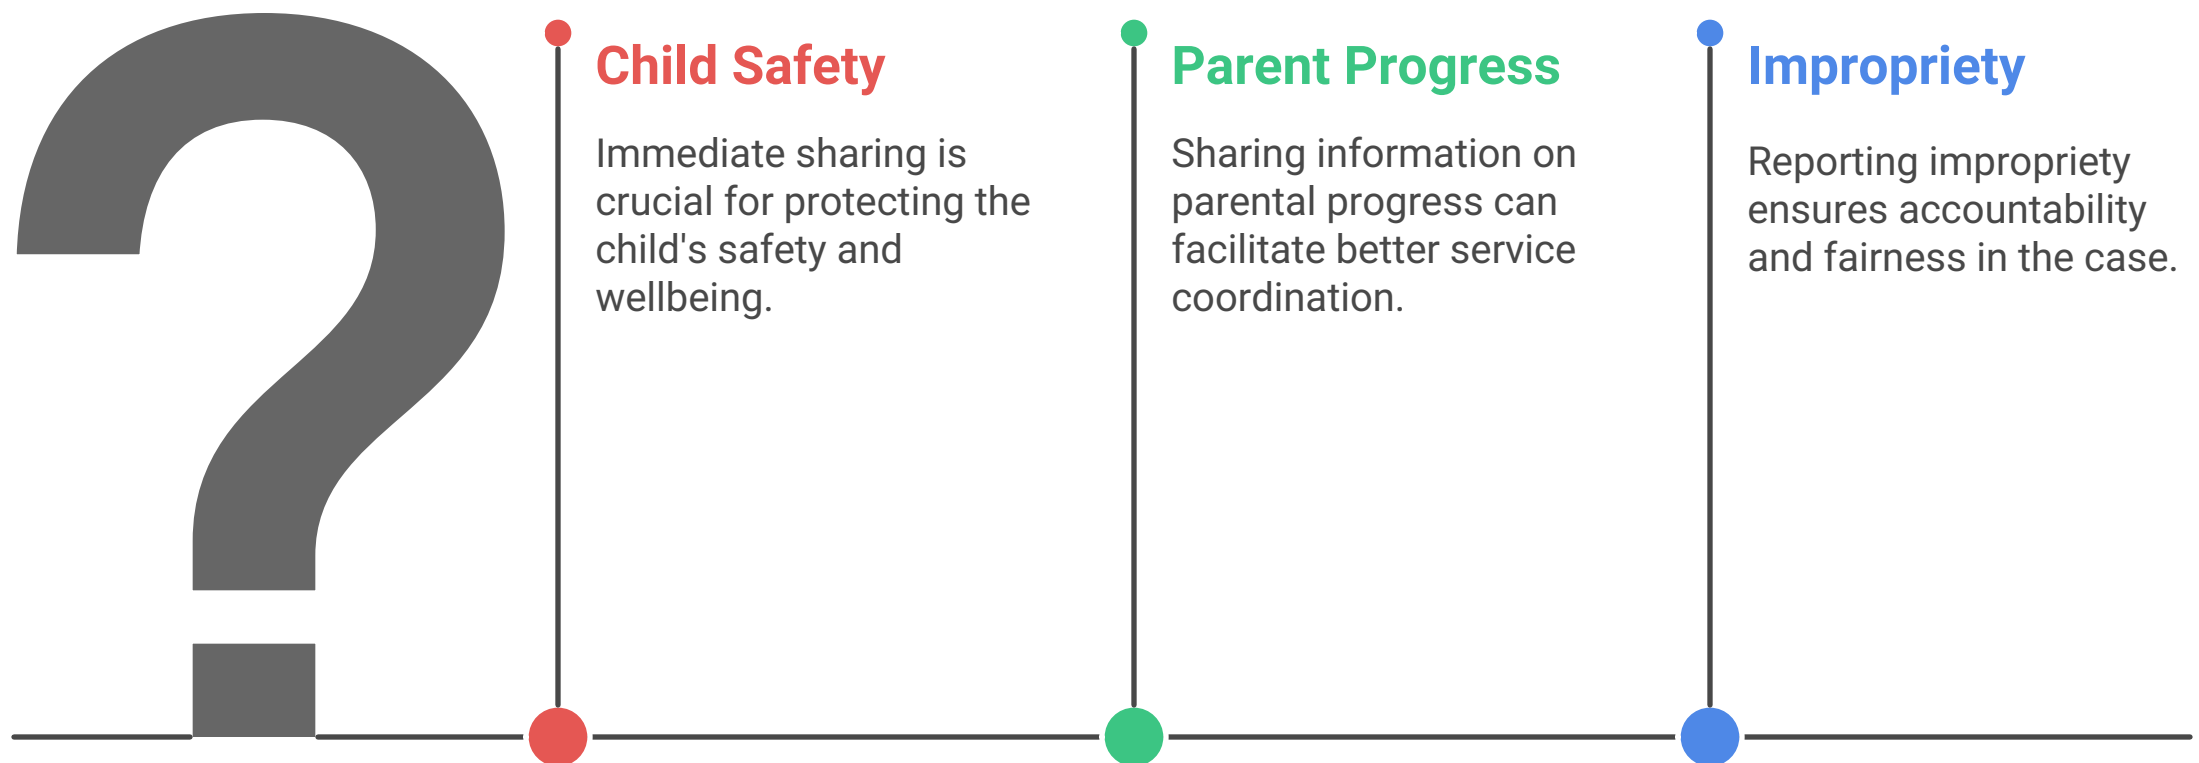 ?
Child Safety
Immediate sharing is
crucial for protecting the
child's safety and
wellbeing.
Parent Progress
Sharing information on
parental progress can
facilitate better service
coordination.
Impropriety
Reporting impropriety
ensures accountability
and fairness in the case.